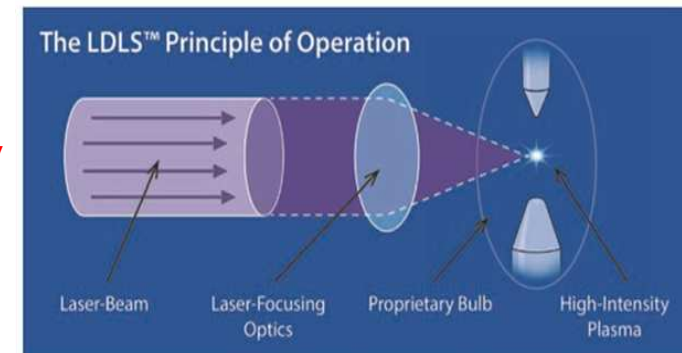 The LDLS™ Principle of Operation
Laser-Beam
Laser-Focusing
Optics
Proprietary Bulb
High-Intensity
Plasma